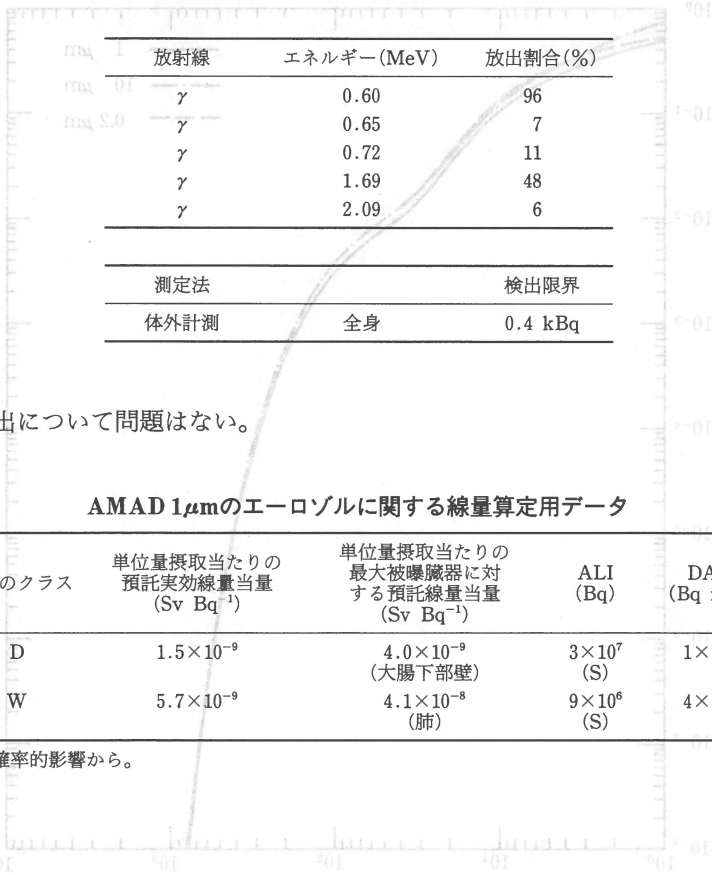 放射線 エネルギー(MeV) 放出割合(%)
γ 0.60 96
γ 0.65 7
γ 0.72 11
γ 1.69 48
γ 2.09 6
測定法 検出限界
体外計測 全身 0.4 kBq
出について問題はない。
AMAD 1μmのエーロゾルに関する線量算定用データ
のクラス 単位量摂取当たりの 預託実効線量当量 (Sv Bq⁻¹) 単位量摂取当たりの 最大被曝臓器に対 する預託線量当量 (Sv Bq⁻¹) ALI (Bq) DA (Bq
D 1.5×10⁻⁹ 4.0×10⁻⁹ 3×10⁷ 1×
(大腸下部壁) (S)
W 5.7×10⁻⁹ 4.1×10⁻⁸ 9×10⁶ 4×
(肺) (S)
確率的影響から。